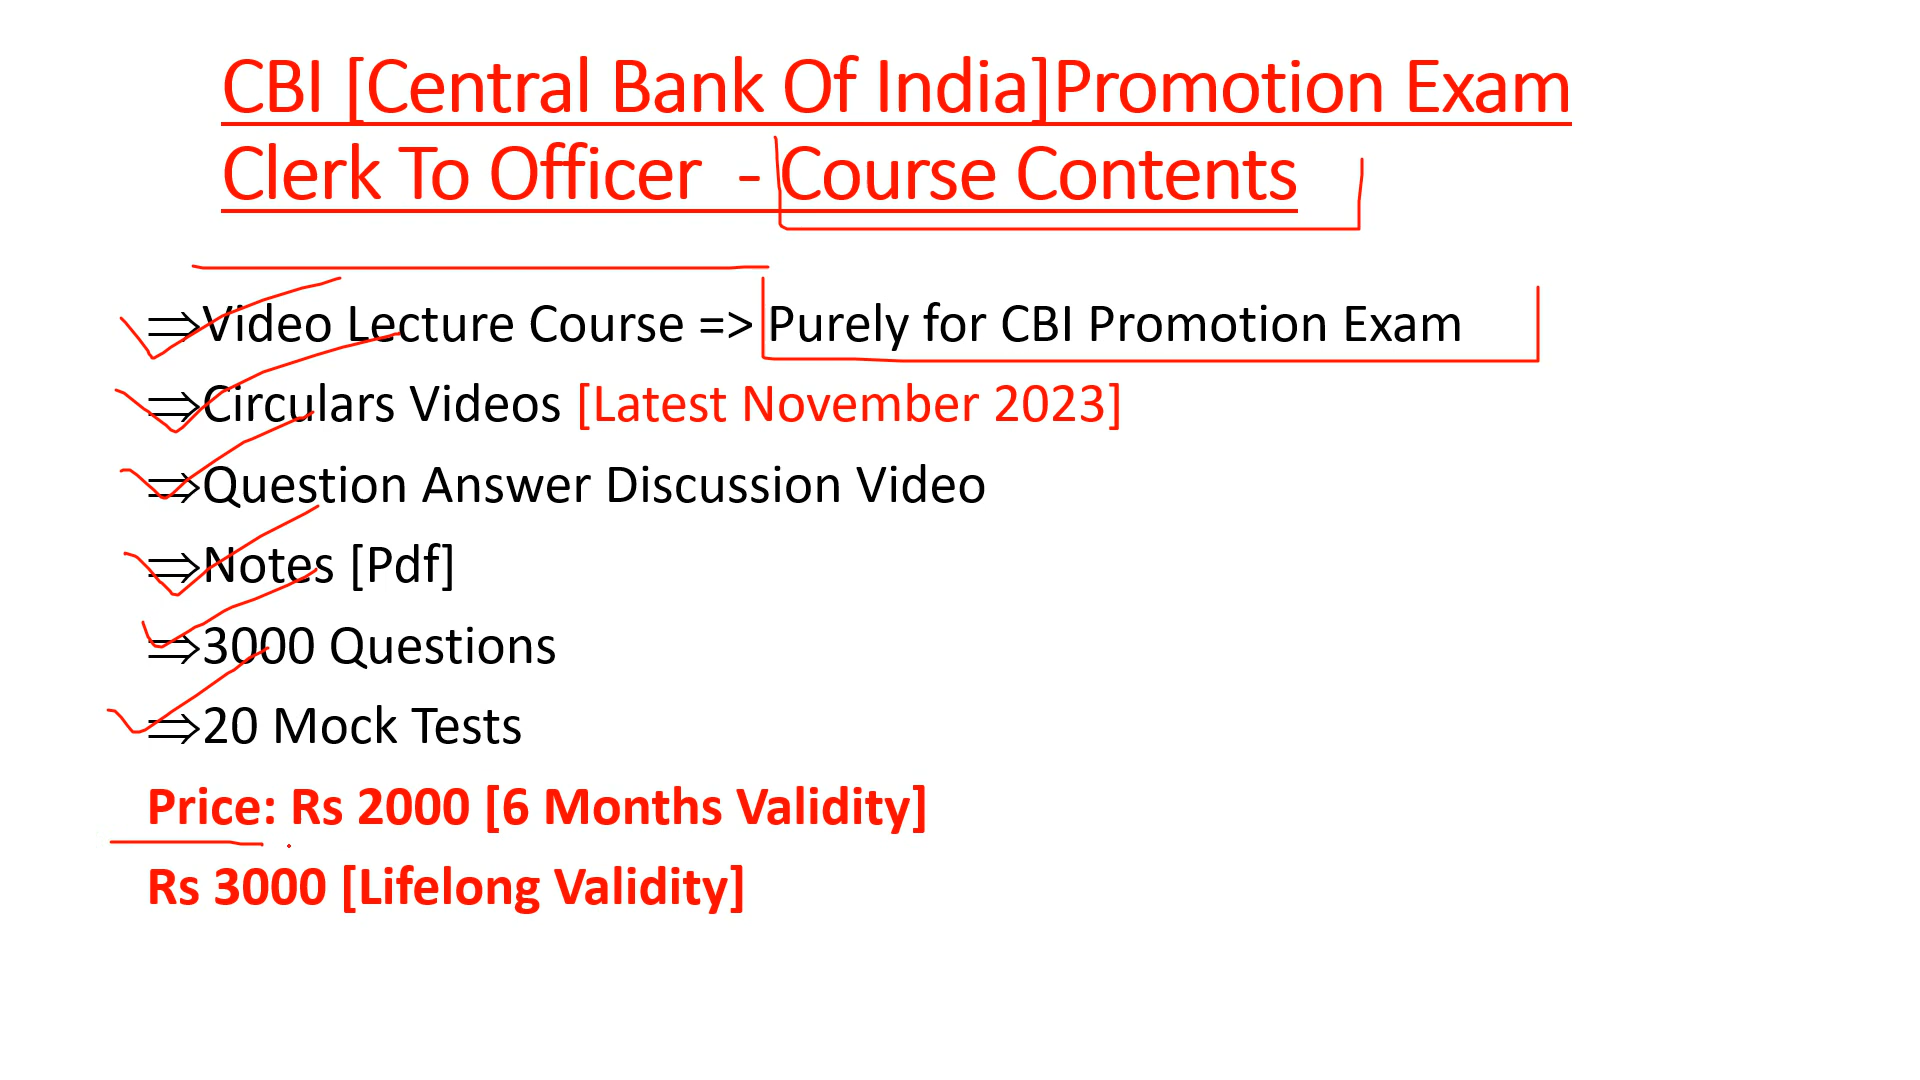 CBI [Central Bank Of India]Promotion Exam
Clerk To Officer - Course Contents
⇒Video Lecture Course => Purely for CBI Promotion Exam
⇒Circulars Videos [Latest November 2023]
⇒Question Answer Discussion Video
⇒Notes [Pdf]
⇒3000 Questions
⇒20 Mock Tests
Price: Rs 2000 [6 Months Validity]
Rs 3000 [Lifelong Validity]